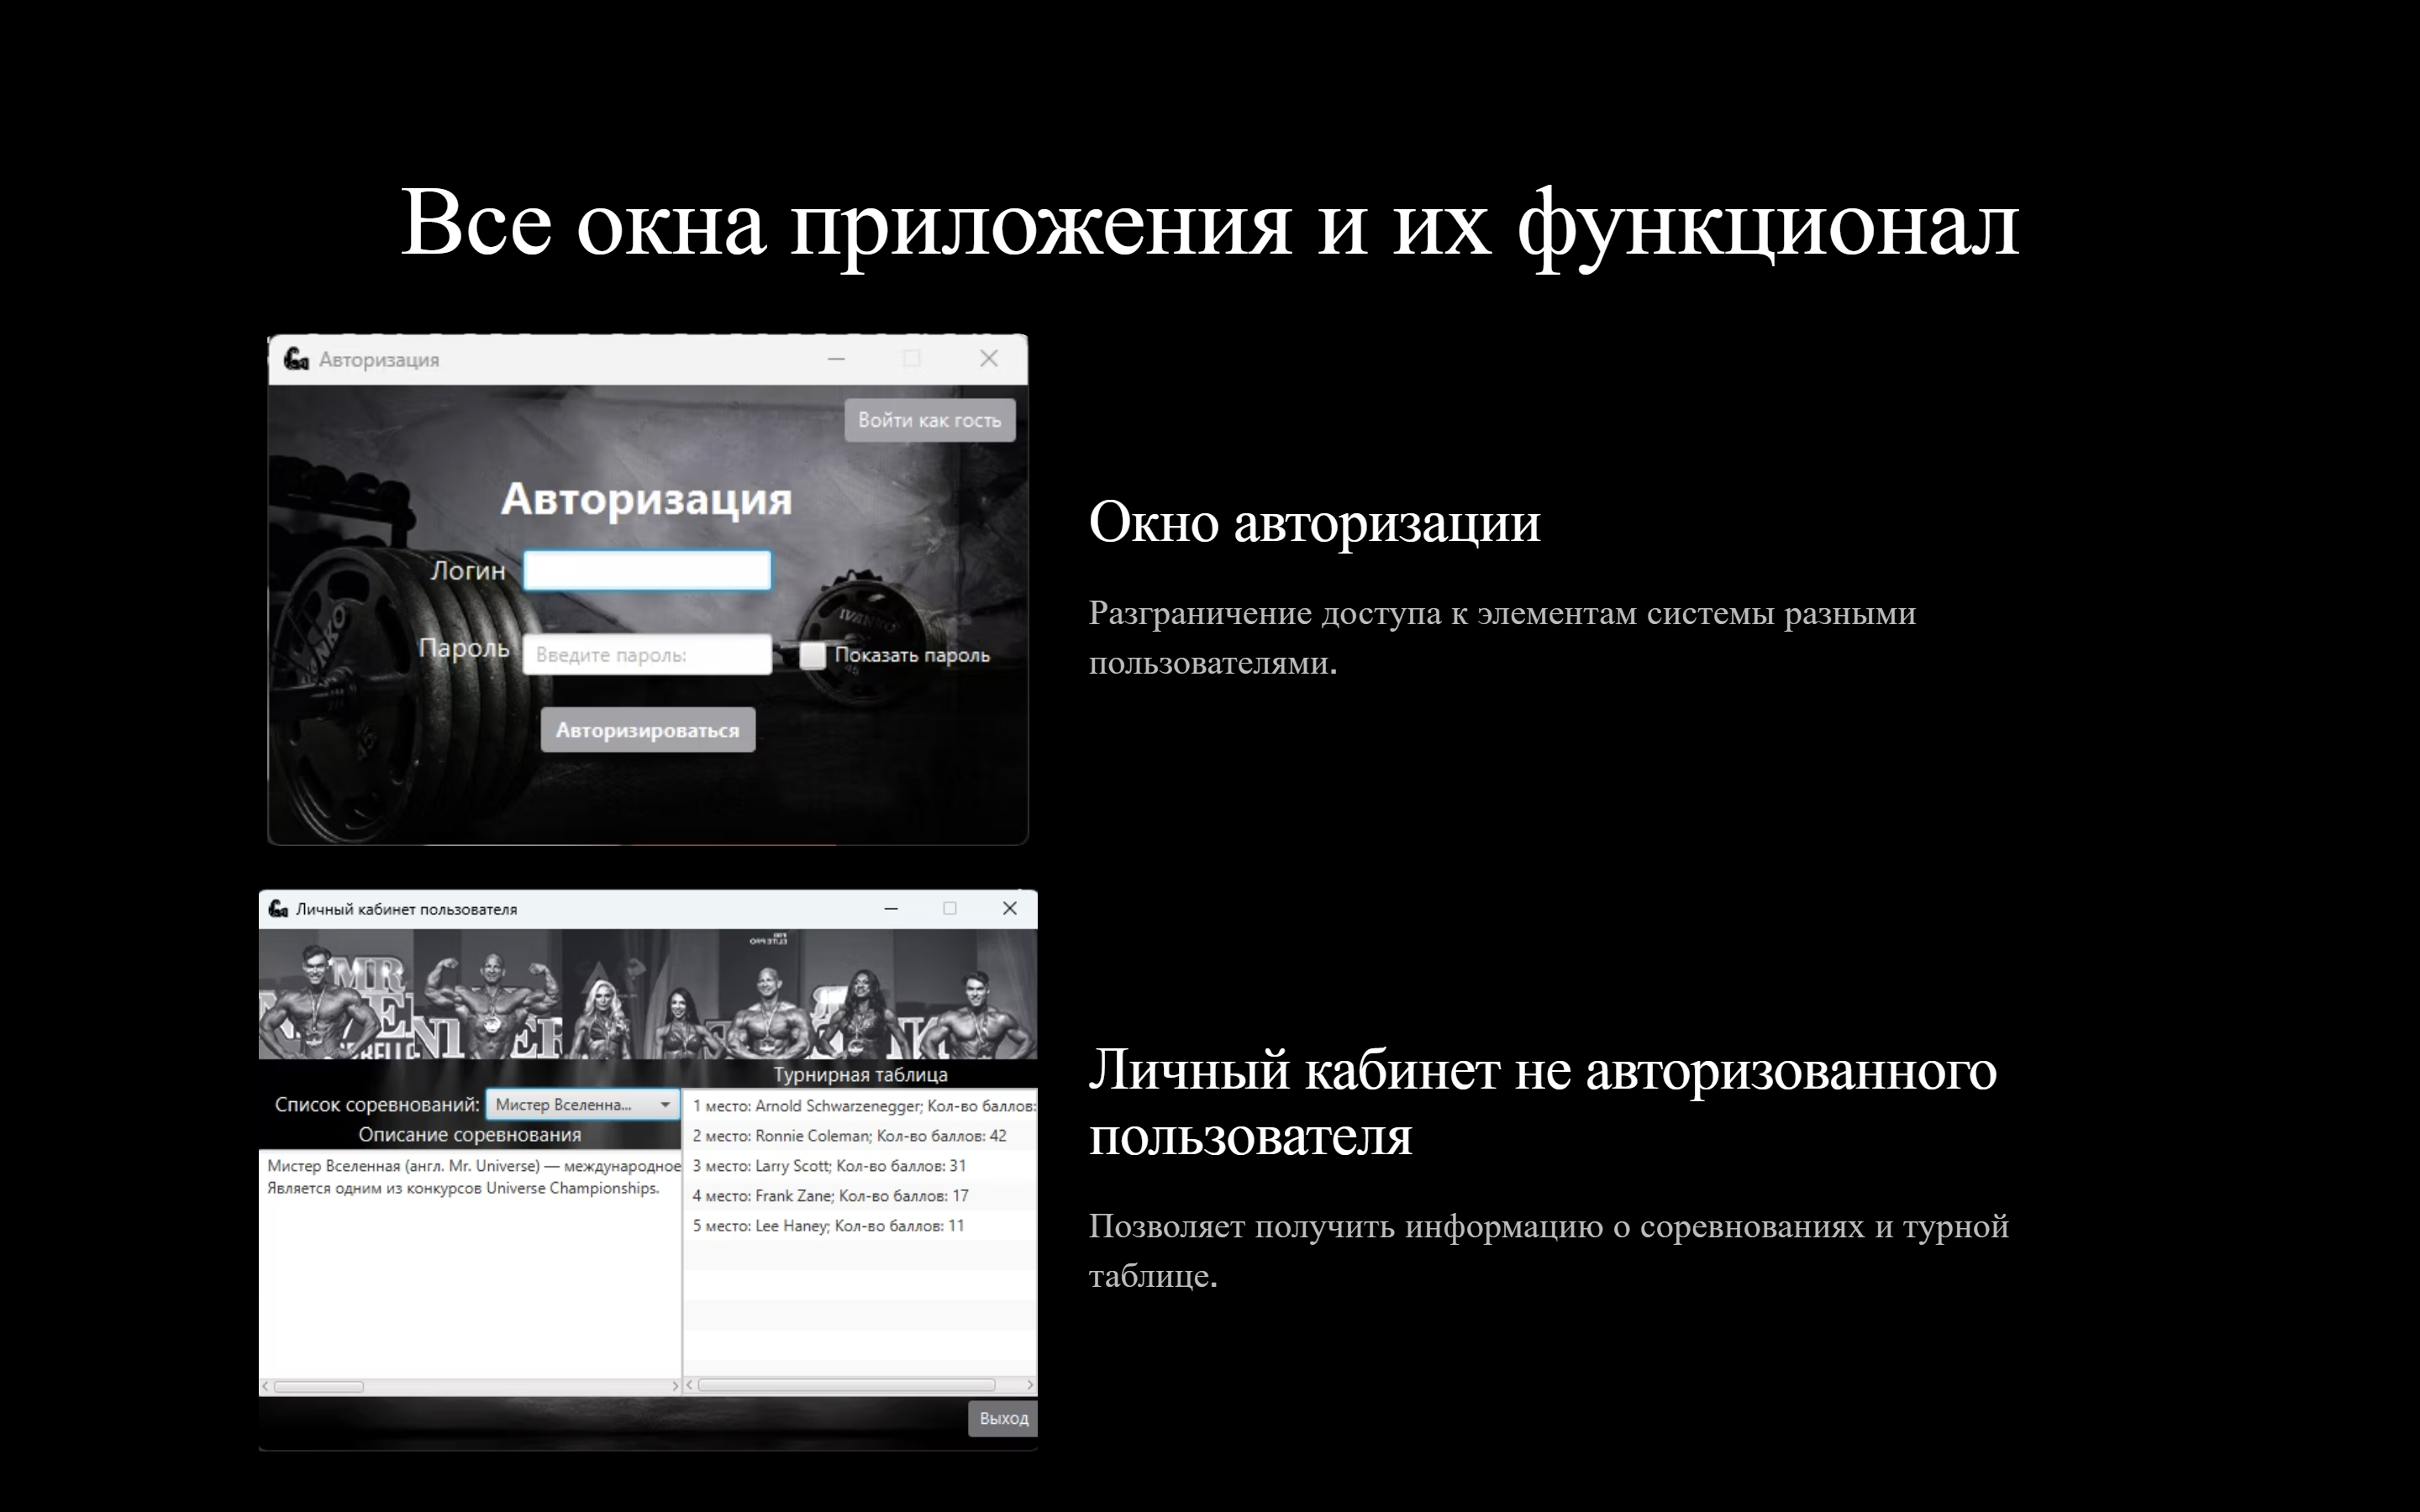 Все окна приложения и их функционал
Авторизация
Войти как гость
Авторизация
Логин
Пароль
Введите пароль:
Показать пароль
Авторизироваться
IVANKO
45
Окно авторизации
Разграничение доступа к элементам системы разными
пользователями.
Личный кабинет пользователя
MR
Турнирная таблица
Список соревнований:
Мистер Вселенна...
Описание соревнования
Мистер Вселенная (англ. Mr. Universe) — международное
Является одним из конкурсов Universe Championships.
1 место: Arnold Schwarzenegger; Кол-во баллов:
2 место: Ronnie Coleman; Кол-во баллов: 42
3 место: Larry Scott; Кол-во баллов: 31
4 место: Frank Zane; Кол-во баллов: 17
5 место: Lee Haney; Кол-во баллов: 11
Выход
Личный кабинет не авторизованного
пользователя
Позволяет получить информацию о соревнованиях и турной
таблице.